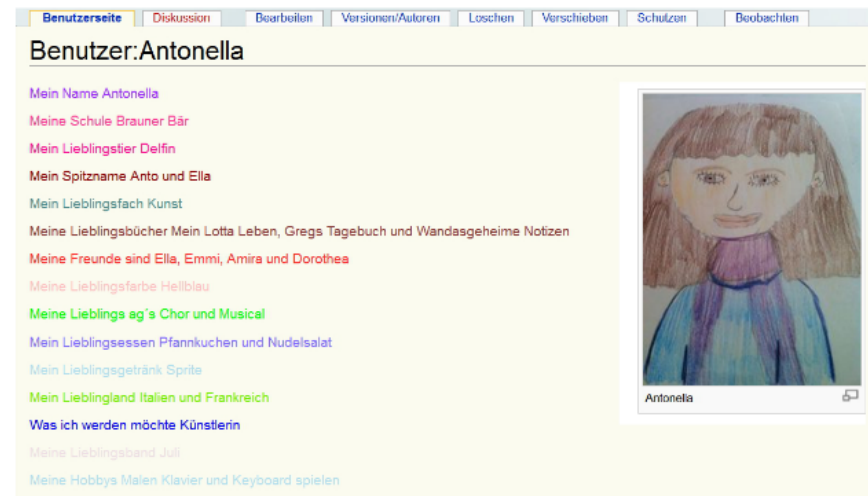 Benutzerseite Diskussion Bearbeiten Versionen/Autoren Löschen Verschieben Schützen Beobachten
Benutzer:Antonella
Mein Name Antonella
Meine Schule Brauner Bär
Mein Lieblingstier Delfin
Mein Spitzname Anto und Ella
Mein Lieblingsfach Kunst
Meine Lieblingsbücher Mein Lotta Leben, Gregs Tagebuch und Wandasgeheime Notizen
Meine Freunde sind Ella, Emmi, Amira und Dorothea
Meine Lieblingsfarbe Hellblau
Meine Lieblings ag´s Chor und Musical
Mein Lieblingsessen Pfannkuchen und Nudelsalat
Mein Lieblingsgetränk Sprite
Mein Lieblingland Italien und Frankreich
Was ich werden möchte Künstlerin
Meine Lieblingsband Juli
Meine Hobbys Malen Klavier und Keyboard spielen
Antonella